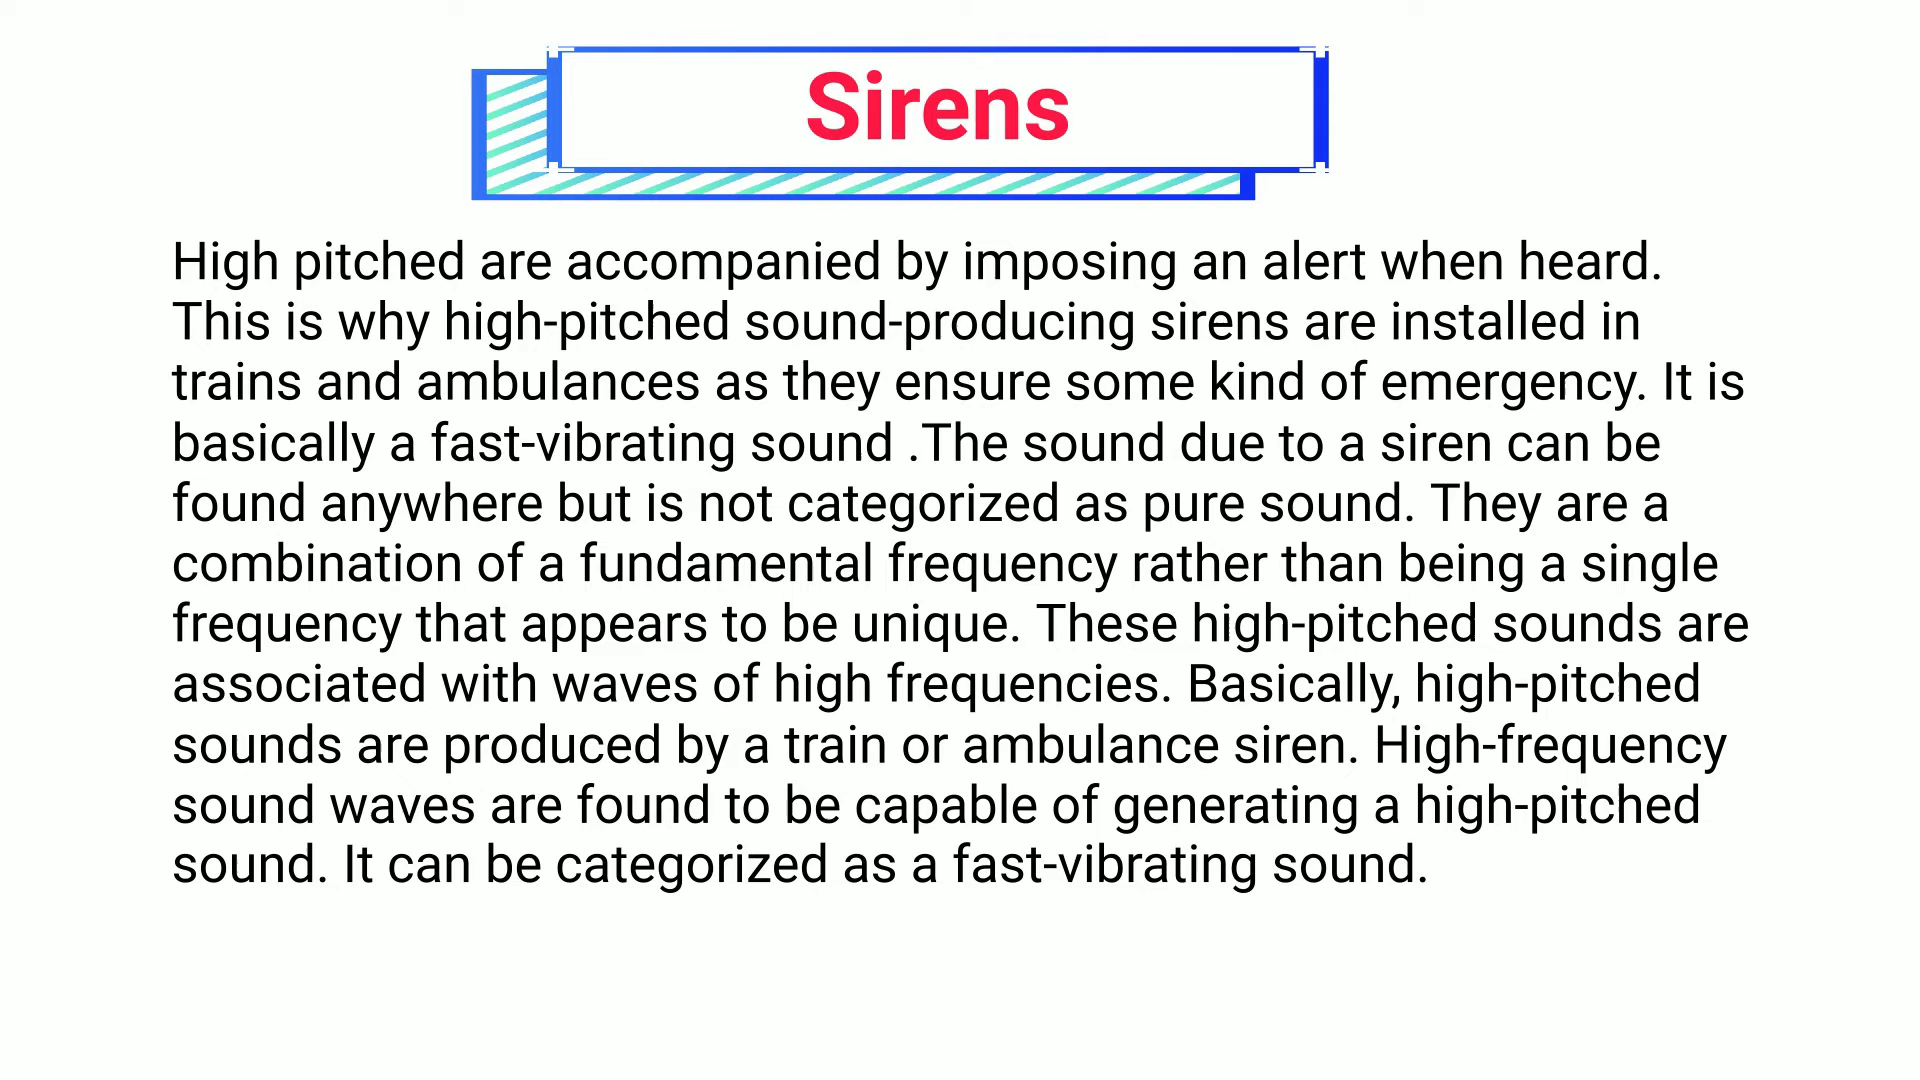 Sirens
High pitched are accompanied by imposing an alert when heard.
This is why high-pitched sound-producing sirens are installed in
trains and ambulances as they ensure some kind of emergency. It is
basically a fast-vibrating sound .The sound due to a siren can be
found anywhere but is not categorized as pure sound. They are a
combination of a fundamental frequency rather than being a single
frequency that appears to be unique. These high-pitched sounds are
associated with waves of high frequencies. Basically, high-pitched
sounds are produced by a train or ambulance siren. High-frequency
sound waves are found to be capable of generating a high-pitched
sound. It can be categorized as a fast-vibrating sound.